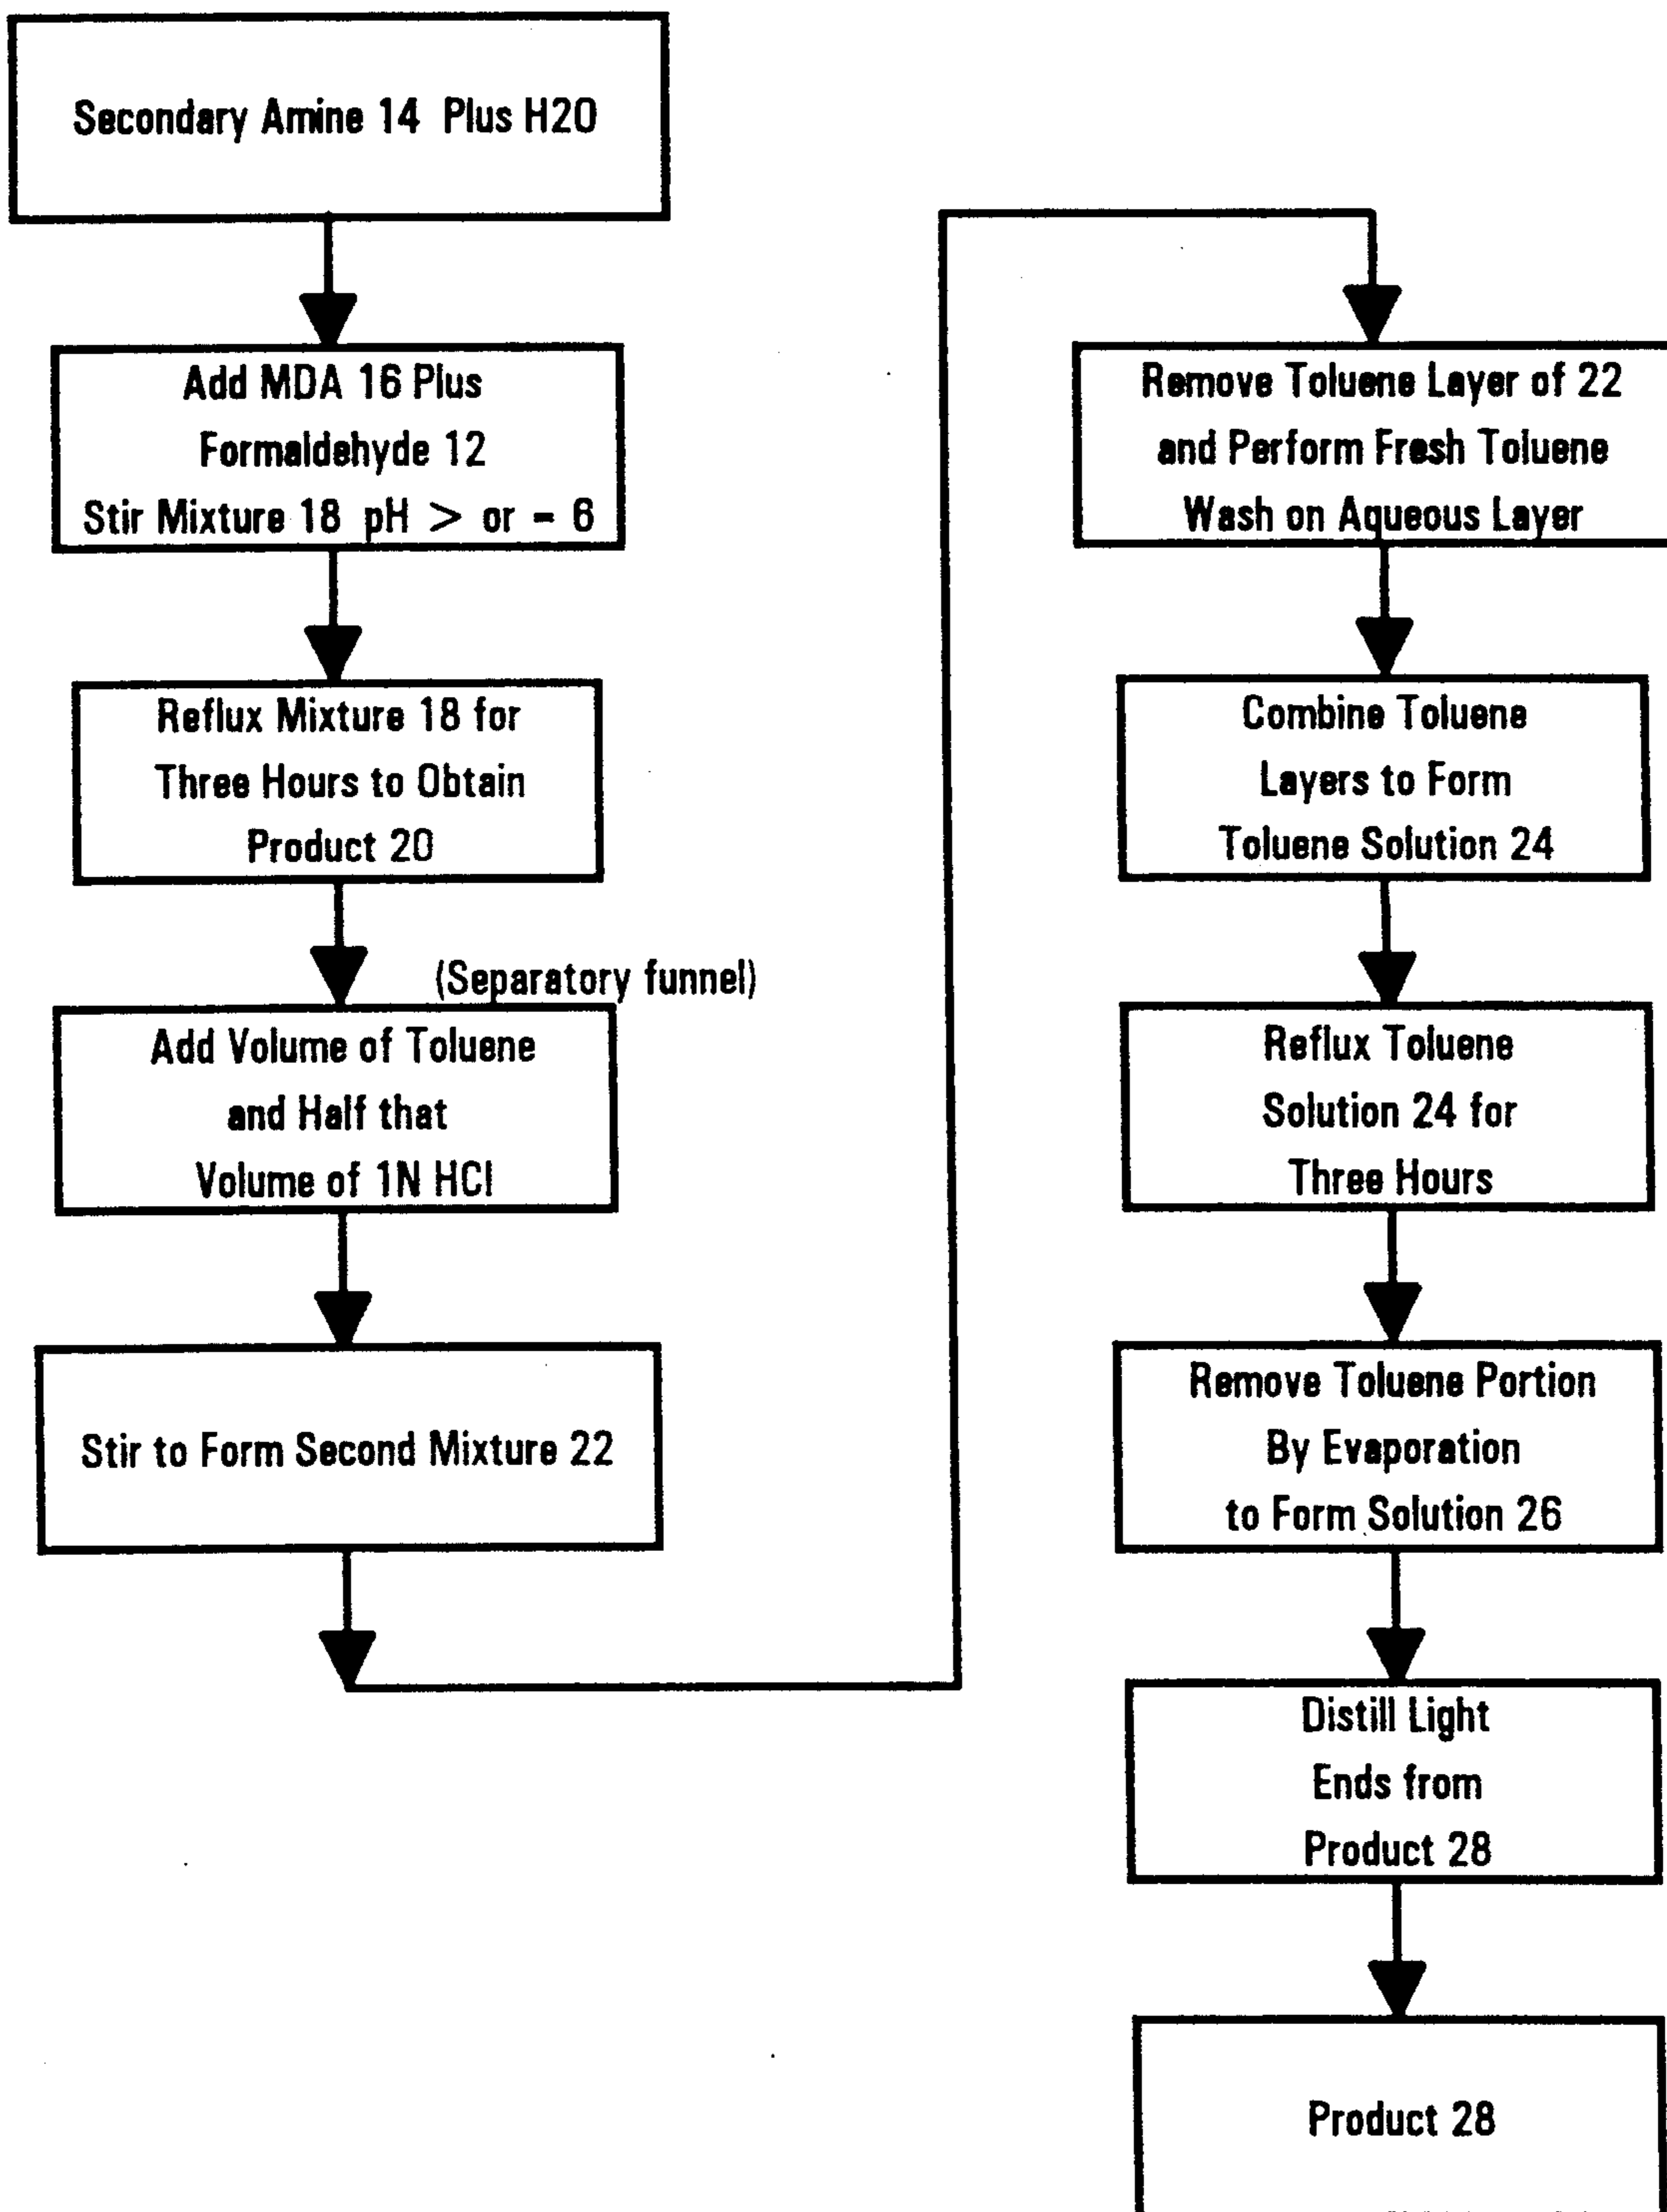 Secondary Amine 14 Plus H20
Add MDA 16 Plus
Formaldehyde 12
Stir Mixture 18 pH > or = 6
Reflux Mixture 18 for
Three Hours to Obtain
Product 20
(Separatory funnel)
Add Volume of Toluene
and Half that
Volume of 1N HCl
Stir to Form Second Mixture 22
Remove Toluene Layer of 22
and Perform Fresh Toluene
Wash on Aqueous Layer
Combine Toluene
Layers to Form
Toluene Solution 24
Reflux Toluene
Solution 24 for
Three Hours
Remove Toluene Portion
By Evaporation
to Form Solution 26
Distill Light
Ends from
Product 28
Product 28